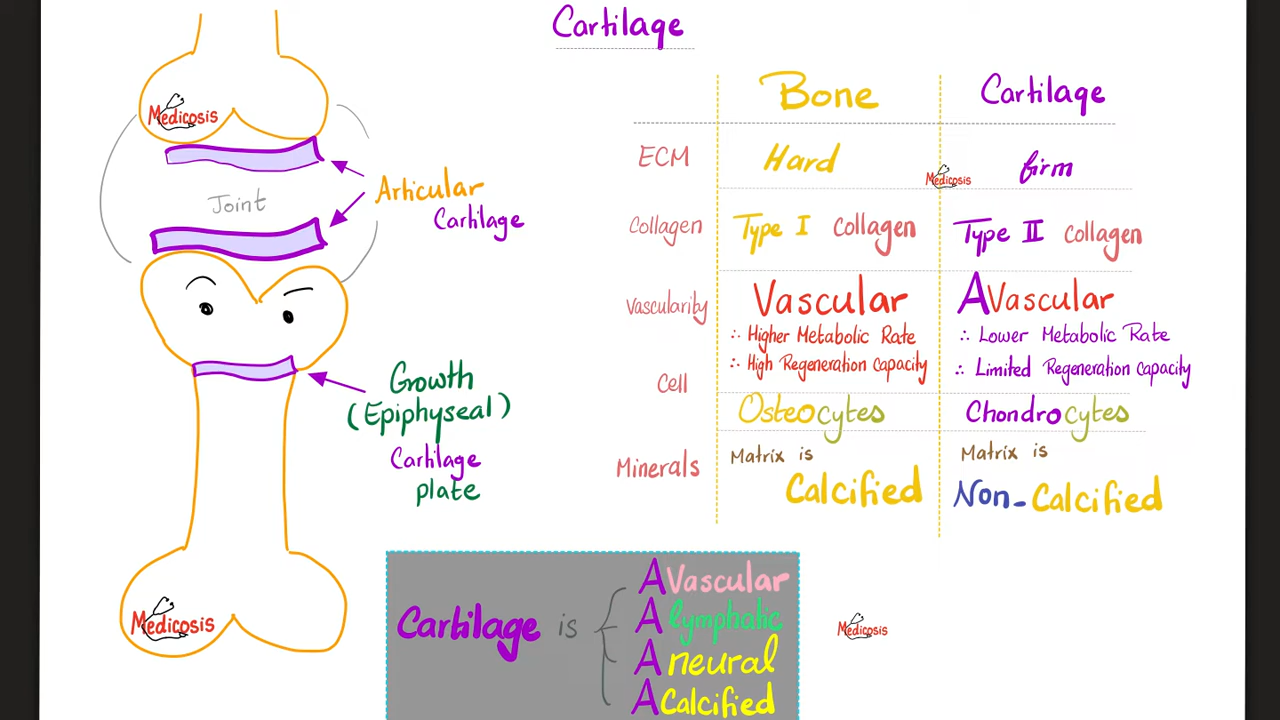 Cartilage
Medicosis
Joint
Articular
Cartilage
Growth
(Epiphyseal)
Cartilage
plate
Medicosis
Bone
Cartilage
ECM
Hard
firm
Medicosis
Collagen
Type I collagen
Type II collagen
Vascularity
Vascular
∴ Higher Metabolic Rate
∴ High Regeneration Capacity
AVascular
∴ Lower Metabolic Rate
∴ Limited Regeneration Capacity
Cell
Osteocytes
Chondrocytes
Minerals
Matrix is
Calcified
Matrix is
Non-Calcified
Cartilage is
AVascular
Alymphatic
Aneural
ACalcified
Medicosis